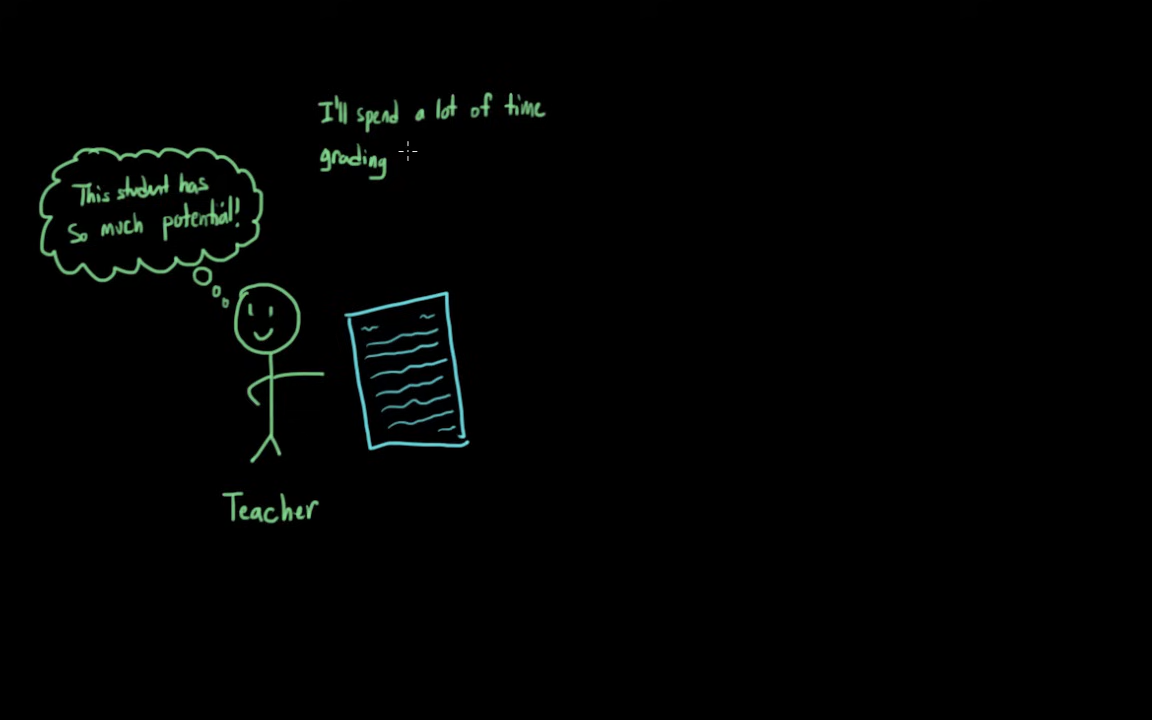 I'll spend a lot of time
grading
This student has
so much potential!
Teacher